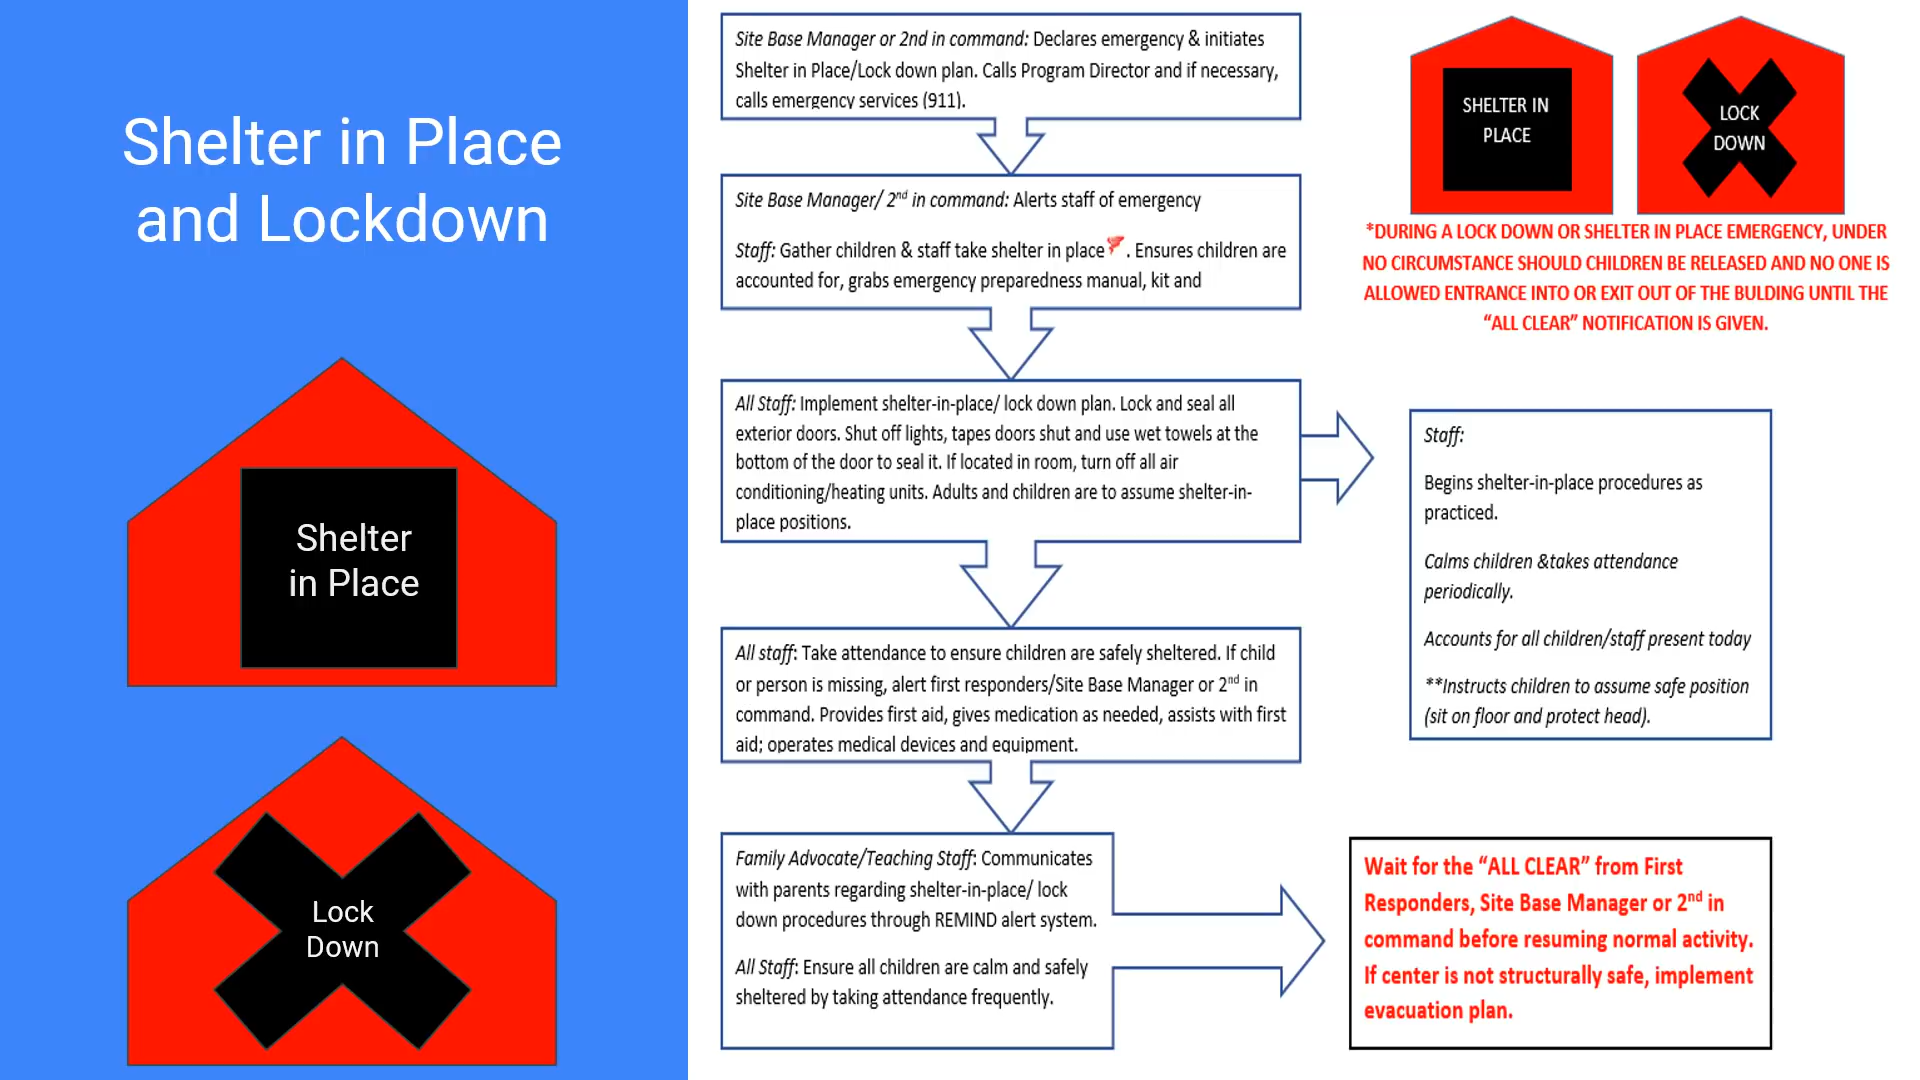 Shelter in Place
and Lockdown
Shelter
in Place
Lock
Down
Site Base Manager or 2nd in command: Declares emergency & initiates
Shelter in Place/Lock down plan. Calls Program Director and if necessary,
calls emergency services (911).
Site Base Manager/ 2nd in command: Alerts staff of emergency
Staff: Gather children & staff take shelter in place . Ensures children are
accounted for, grabs emergency preparedness manual, kit and
All Staff: Implement shelter-in-place/ lock down plan. Lock and seal all
exterior doors. Shut off lights, tapes doors shut and use wet towels at the
bottom of the door to seal it. If located in room, turn off all air
conditioning/heating units. Adults and children are to assume shelter-in-
place positions.
All staff: Take attendance to ensure children are safely sheltered. If child
or person is missing, alert first responders/Site Base Manager or 2nd in
command. Provides first aid, gives medication as needed, assists with first
aid; operates medical devices and equipment.
Family Advocate/Teaching Staff: Communicates
with parents regarding shelter-in-place/ lock
down procedures through REMIND alert system.
All Staff: Ensure all children are calm and safely
sheltered by taking attendance frequently.
SHELTER IN
PLACE
LOCK
DOWN
*DURING A LOCK DOWN OR SHELTER IN PLACE EMERGENCY, UNDER
NO CIRCUMSTANCE SHOULD CHILDREN BE RELEASED AND NO ONE IS
ALLOWED ENTRANCE INTO OR EXIT OUT OF THE BULDING UNTIL THE
“ALL CLEAR” NOTIFICATION IS GIVEN.
Staff:
Begins shelter-in-place procedures as
practiced.
Calms children &takes attendance
periodically.
Accounts for all children/staff present today
**Instructs children to assume safe position
(sit on floor and protect head).
Wait for the “ALL CLEAR” from First
Responders, Site Base Manager or 2nd in
command before resuming normal activity.
If center is not structurally safe, implement
evacuation plan.